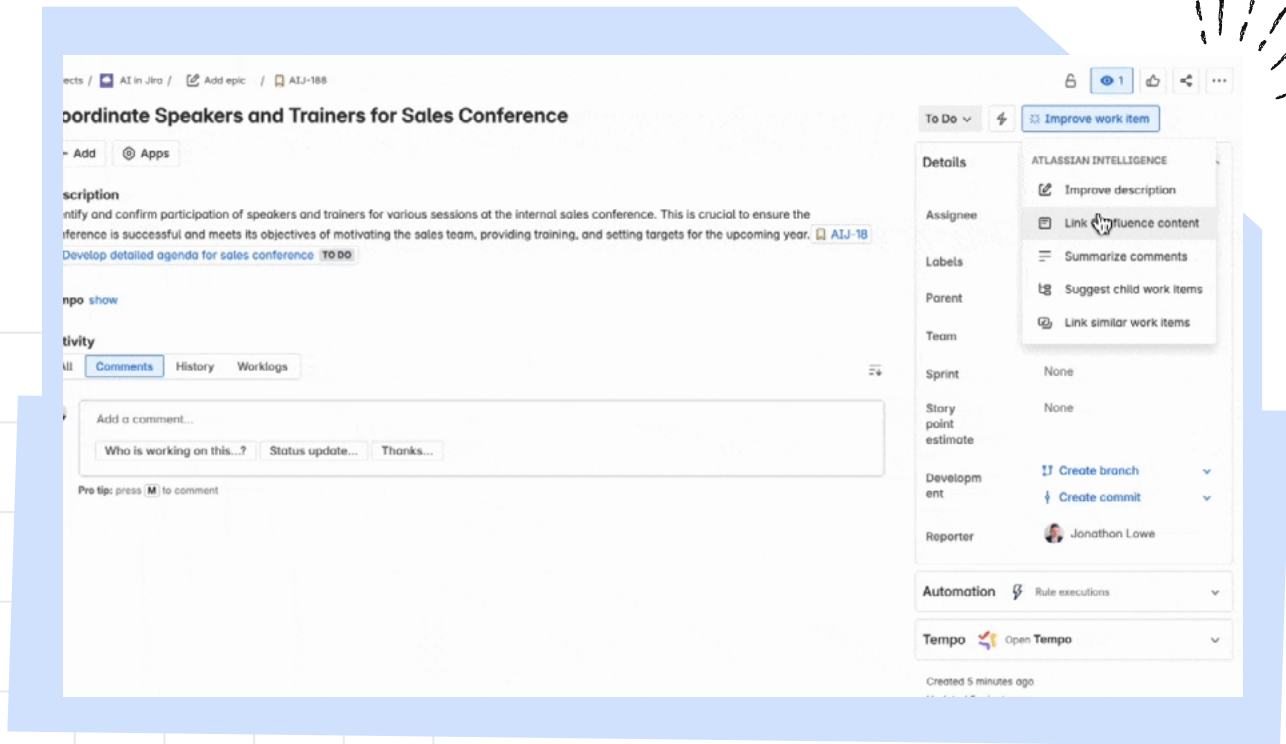 ects / AI in Jira / Add epic / AIJ-188
1
oordinate Speakers and Trainers for Sales Conference
To Do Improve work item
Add Apps
Details
ATLASSIAN INTELLIGENCE
Improve description
Link fluence content
Summarize comments
Suggest child work items
Link similar work items
scription
ntify and confirm participation of speakers and trainers for various sessions at the internal sales conference. This is crucial to ensure the
ference is successful and meets its objectives of motivating the sales team, providing training, and setting targets for the upcoming year. AIJ-18
Develop detailed agenda for sales conference TO DO
mpo show
tivity
All Comments History Worklogs
Add a comment...
Who is working on this...? Status update... Thanks...
Pro tip: press M to comment
Assignee
Labels
Parent
Team
Sprint None
Story None
point
estimate
Developm Create branch
ent Create commit
Reporter Jonathon Lowe
Automation Rule executions
Tempo Open Tempo
Created 5 minutes ago